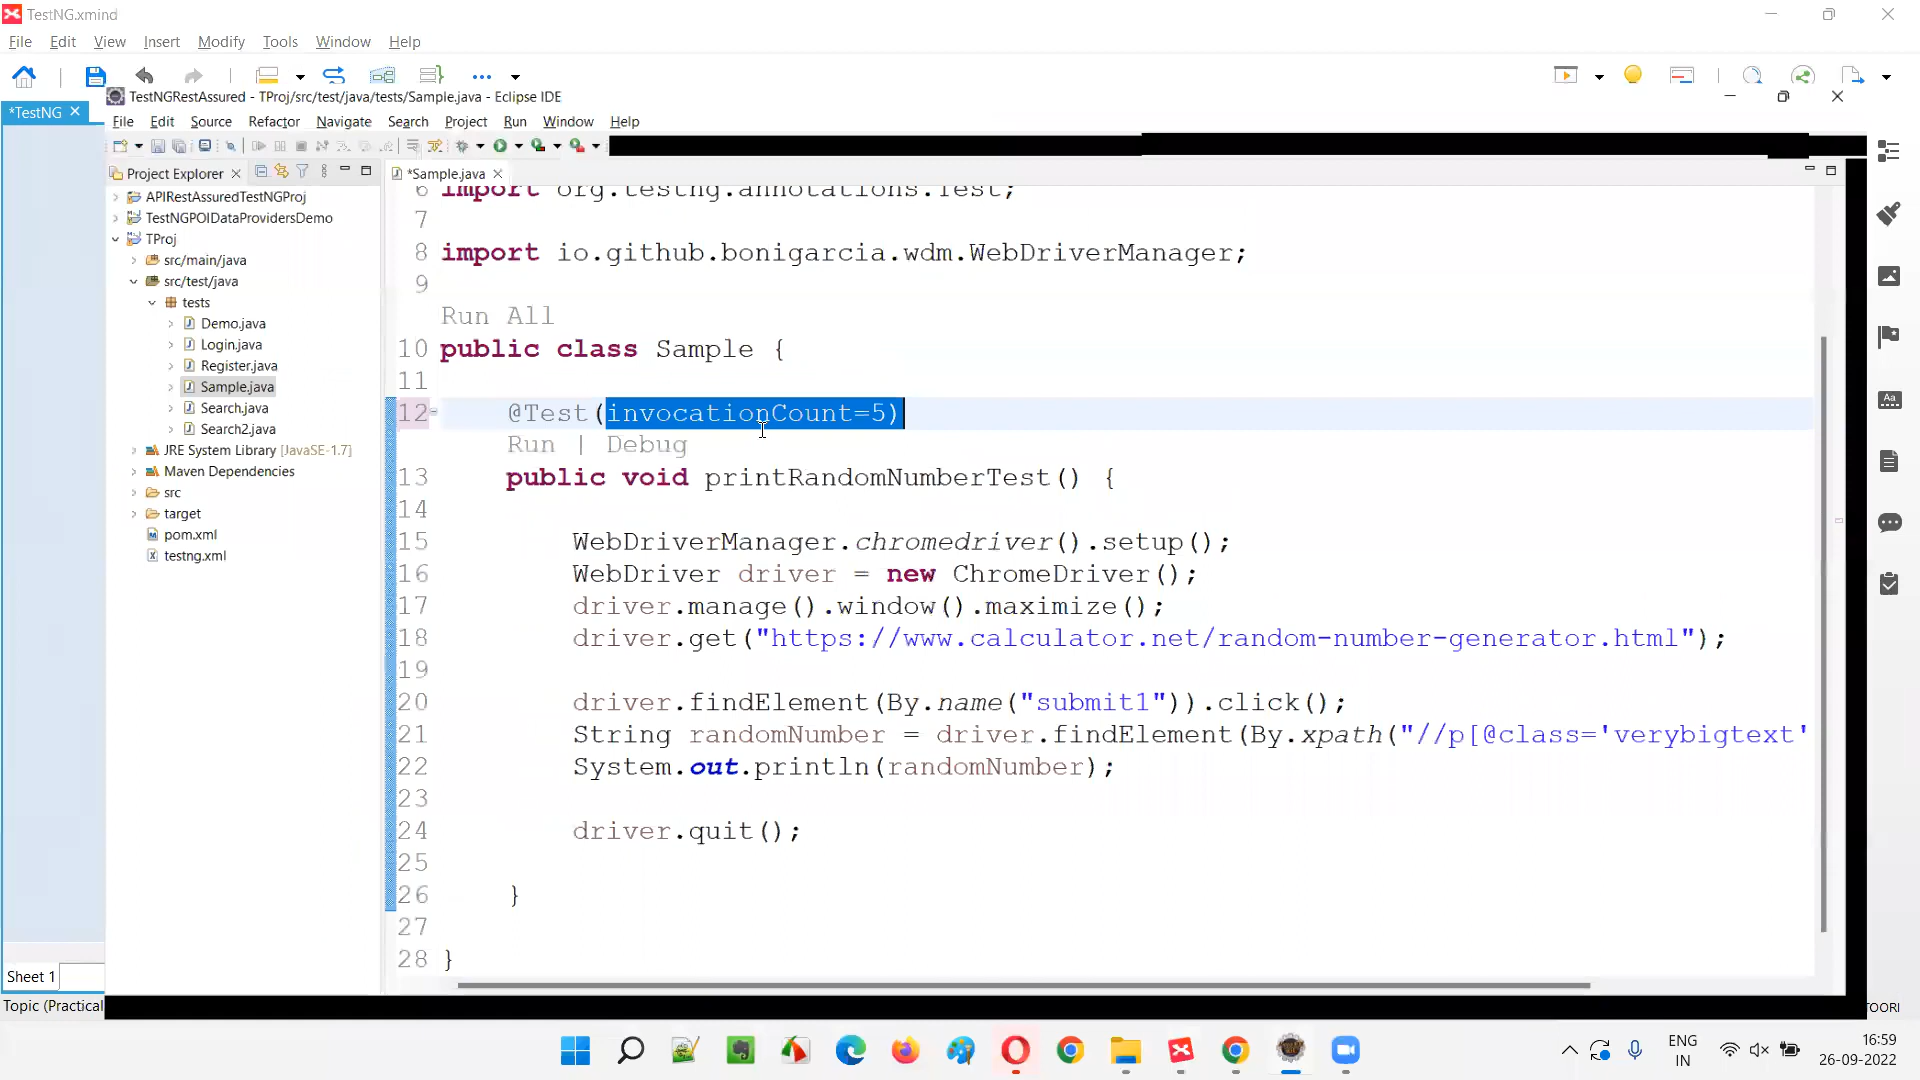 TestNG.xmind
File Edit View Insert Modify Tools Window Help
*TestNG
TestNGRestAssured - TProj/src/test/java/tests/Sample.java - Eclipse IDE
File Edit Source Refactor Navigate Search Project Run Window Help
Project Explorer
*Sample.java
APIRestAssuredTestNGProj
TestNGPOIDataProvidersDemo
TProj
src/main/java
src/test/java
tests
Demo.java
Login.java
Register.java
Sample.java
Search.java
Search2.java
JRE System Library [JavaSE-1.7]
Maven Dependencies
src
target
pom.xml
testng.xml
6 import org.testng.annotations.Test;
7
8 import io.github.bonigarcia.wdm.WebDriverManager;
9
Run All
10 public class Sample {
11
12 @Test(invocationCount=5)
Run | Debug
13 public void printRandomNumberTest() {
14
15 WebDriverManager.chromedriver().setup();
16 WebDriver driver = new ChromeDriver();
17 driver.manage().window().maximize();
18 driver.get("https://www.calculator.net/random-number-generator.html");
19
20 driver.findElement(By.name("submit1")).click();
21 String randomNumber = driver.findElement(By.xpath("//p[@class='verybigtext'
22 System.out.println(randomNumber);
23
24 driver.quit();
25
26 }
27
28 }
Sheet 1
Topic (Practical
TOORI
Aa
ENG
IN
16:59
26-09-2022